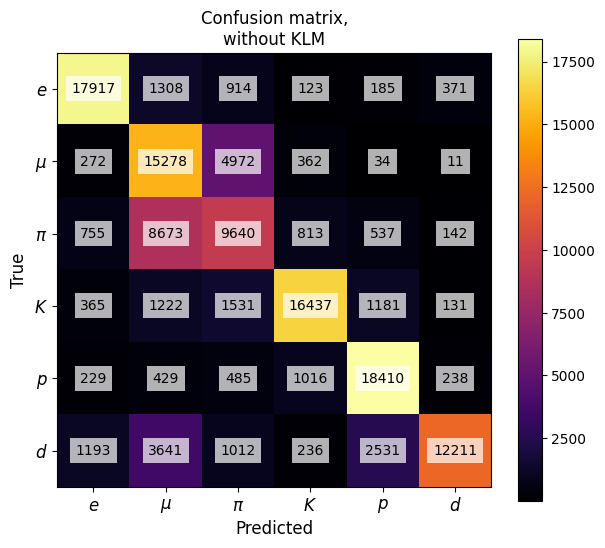 Confusion matrix,
without KLM
e 17917 1308 914 123 185 371
μ 272 15278 4972 362 34 11
π 755 8673 9640 813 537 142
K 365 1222 1531 16437 1181 131
p 229 429 485 1016 18410 238
d 1193 3641 1012 236 2531 12211
e μ π K p d
True
Predicted
17500
15000
12500
10000
7500
5000
2500